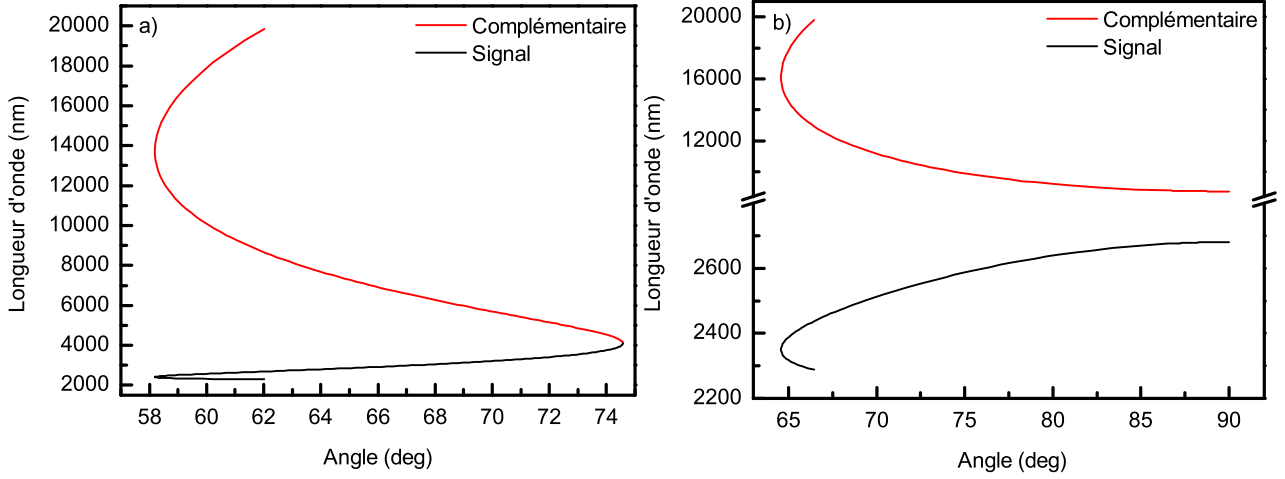 a)
Complémentaire
Signal
20000
18000
16000
14000
12000
10000
8000
6000
4000
2000
Longueur d'onde (nm)
58 60 62 64 66 68 70 72 74
Angle (deg)
b)
Complémentaire
Signal
20000
16000
12000
2600
2400
2200
Longueur d'onde (nm)
65 70 75 80 85 90
Angle (deg)